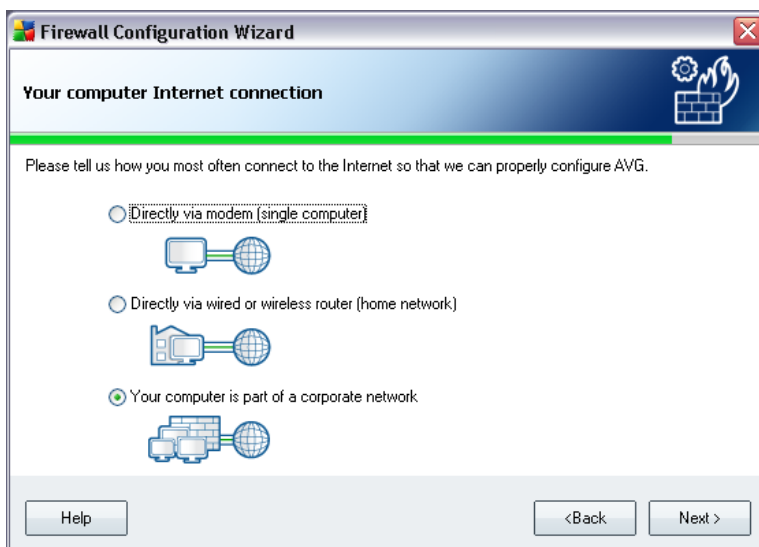 Firewall Configuration Wizard
Your computer Internet connection
Please tell us how you most often connect to the Internet so that we can properly configure AVG.
Directly via modem (single computer)
Directly via wired or wireless router (home network)
Your computer is part of a corporate network
Help
<Back
Next >